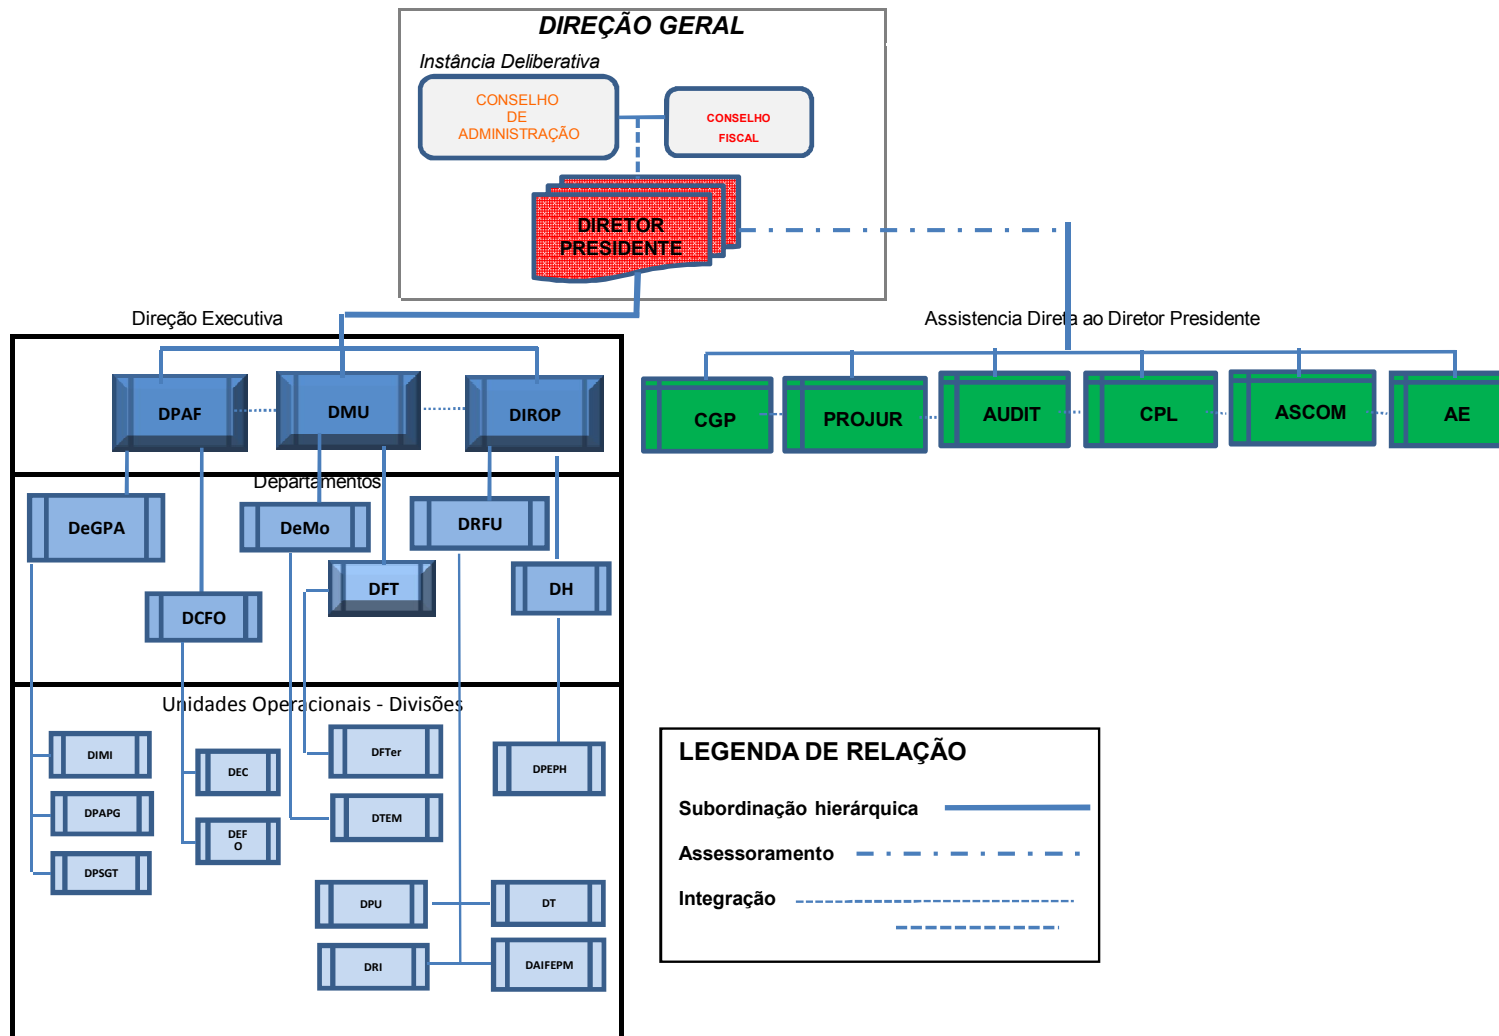 DIREÇÃO GERAL
Instância Deliberativa
CONSELHO
DE
ADMINISTRAÇÃO
CONSELHO
FISCAL
DIRETOR
PRESIDENTE
Direção Executiva
Assistencia Direta ao Diretor Presidente
DPAF
DMU
DIROP
CGP
PROJUR
AUDIT
CPL
ASCOM
AE
Departamentos
DeGPA
DeMo
DRFU
DFT
DH
DCFO
Unidades Operacionais - Divisões
DIMI
DEC
DFTer
DPEPH
DPAPG
DEF
O
DTEM
DPSGT
DPU
DT
DRI
DAIFEPM
LEGENDA DE RELAÇÃO
Subordinação hierárquica
Assessoramento
Integração